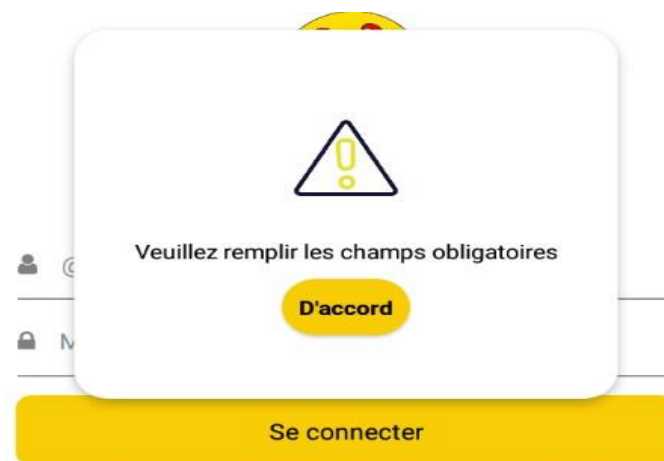 Veuillez remplir les champs obligatoires
D'accord
@
M
Se connecter